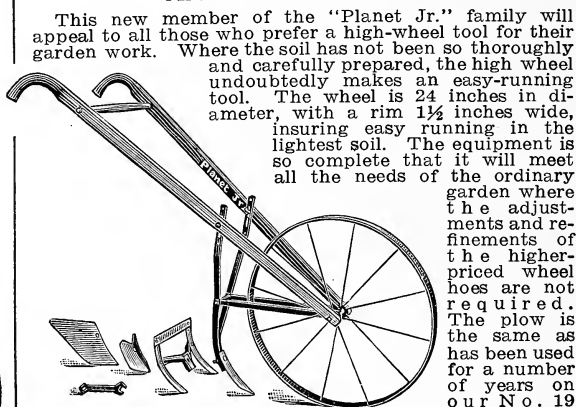 This new member of the "Planet Jr." family will
appeal to all those who prefer a high-wheel tool for their
garden work. Where the soil has not been so thoroughly
and carefully prepared, the high wheel
undoubtedly makes an easy-running
tool. The wheel is 24 inches in di-
ameter, with a rim 1½ inches wide,
insuring easy running in the
lightest soil. The equipment is
so complete that it will meet
all the needs of the ordinary
garden where
the adjust-
ments and re-
finements of
the higher-
priced wheel
hoes are not
required.
The plow is
the same as
has been used
for a number
of years on
our No. 19
Planet Jr.